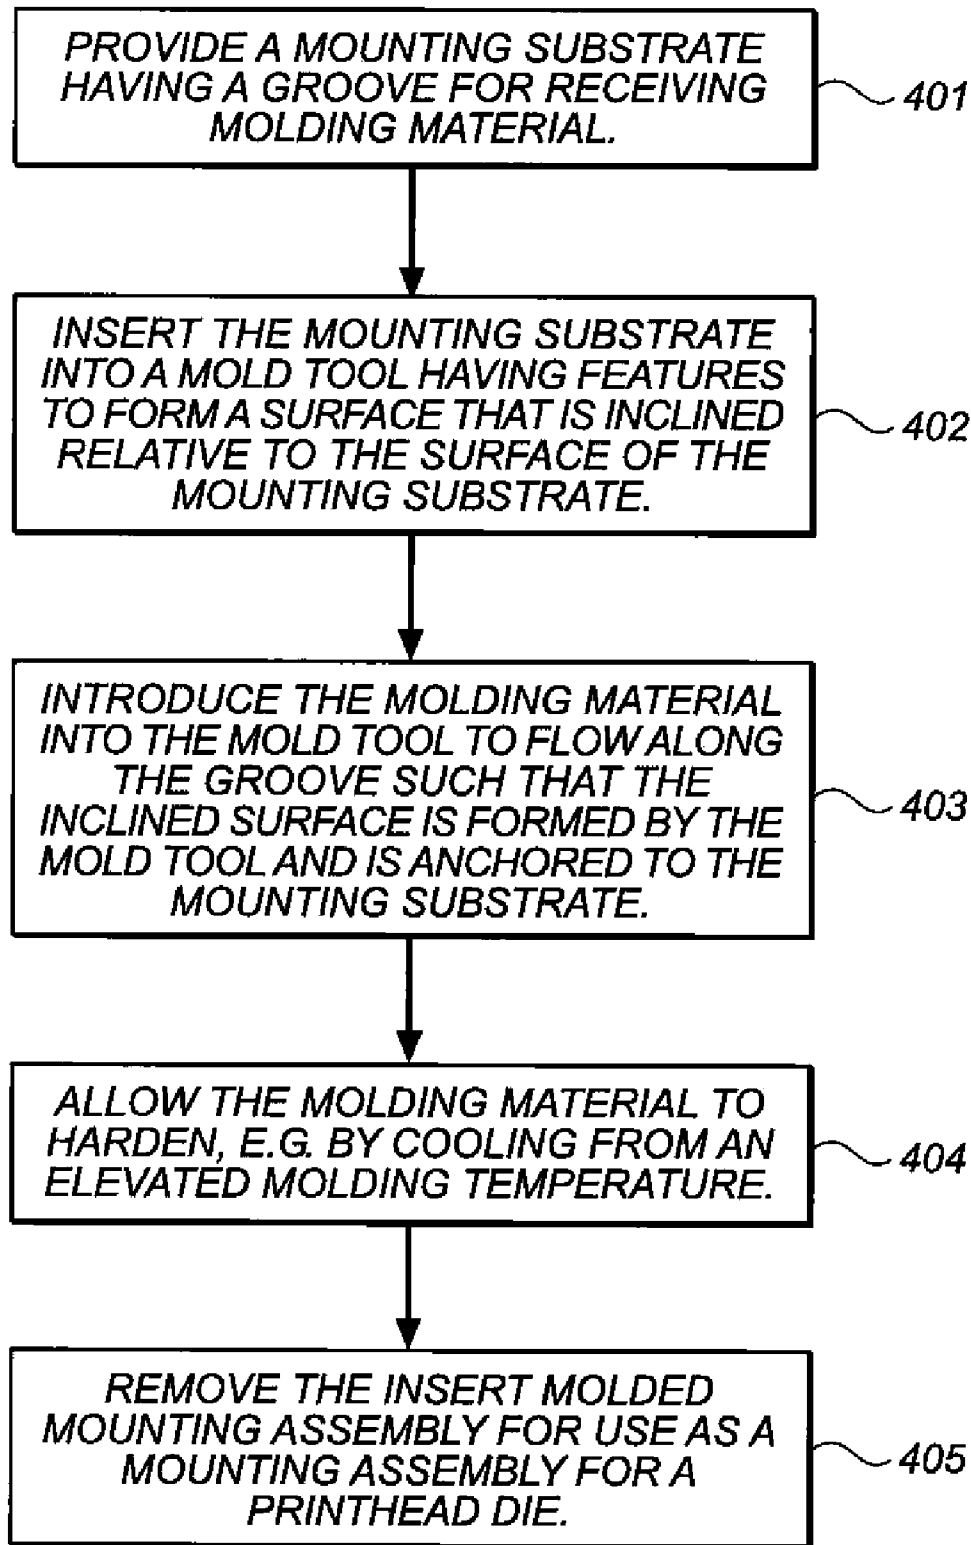 PROVIDE A MOUNTING SUBSTRATE
HAVING A GROOVE FOR RECEIVING
MOLDING MATERIAL.
401
INSERT THE MOUNTING SUBSTRATE
INTO A MOLD TOOL HAVING FEATURES
TO FORM A SURFACE THAT IS INCLINED
RELATIVE TO THE SURFACE OF THE
MOUNTING SUBSTRATE.
402
INTRODUCE THE MOLDING MATERIAL
INTO THE MOLD TOOL TO FLOW ALONG
THE GROOVE SUCH THAT THE
INCLINED SURFACE IS FORMED BY THE
MOLD TOOL AND IS ANCHORED TO THE
MOUNTING SUBSTRATE.
403
ALLOW THE MOLDING MATERIAL TO
HARDEN, E.G. BY COOLING FROM AN
ELEVATED MOLDING TEMPERATURE.
404
REMOVE THE INSERT MOLDED
MOUNTING ASSEMBLY FOR USE AS A
MOUNTING ASSEMBLY FOR A
PRINTHEAD DIE.
405